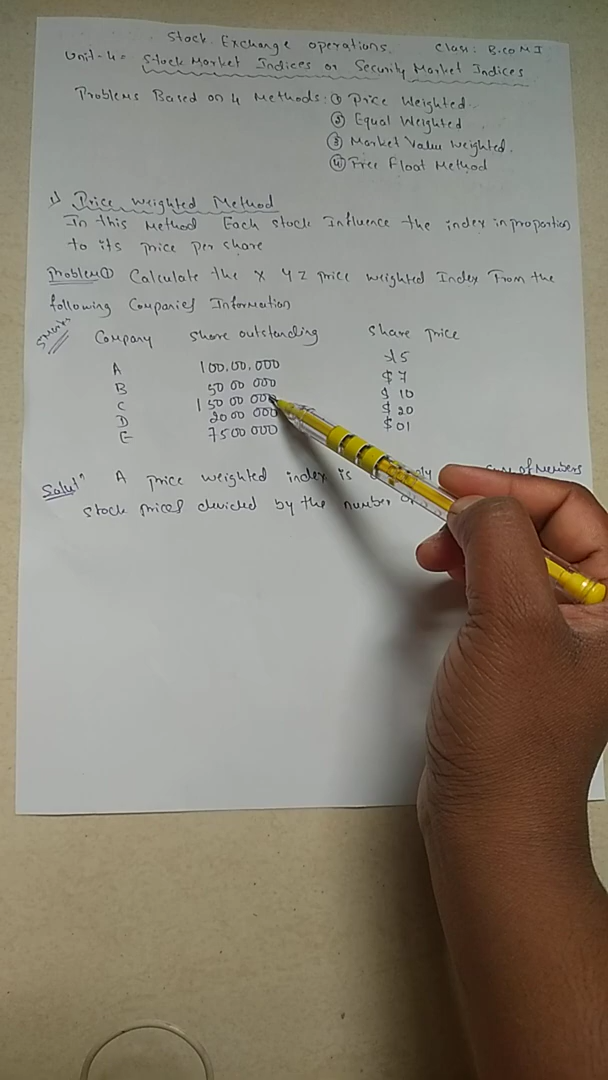 Stock Exchange operations. Class: B.com I
Unit-4= Stock Market Indices or Security Market Indices
Problems Based on 4 Methods: ① Price Weighted.
② Equal Weighted
③ Market Value Weighted.
④ Free Float Method
1) Price Weighted Method
In this Method Each stock Influence the index in proportion
to its price per share
Problem① Calculate the X Y Z price weighted Index From the
following Companies Information
Company Share outstanding Share price
A 100,00,000 $5
B 50 00 000 $7
C 150 00 000 $10
D 20 00 000 $20
E 75 00 000 $01
Solutn A price weighted index is of Numbers
stock prices devided by the number